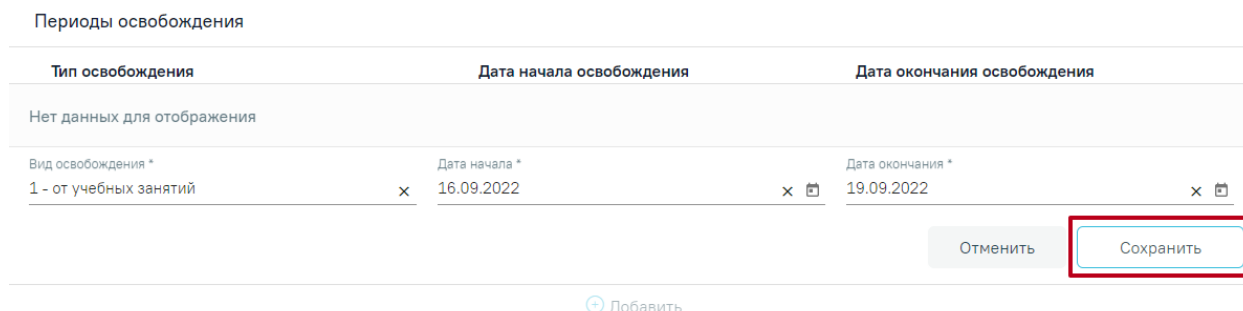 Периоды освобождения
Тип освобождения Дата начала освобождения Дата окончания освобождения
Нет данных для отображения
Вид освобождения * Дата начала * Дата окончания *
1 - от учебных занятий 16.09.2022 19.09.2022
Отменить Сохранить
Добавить